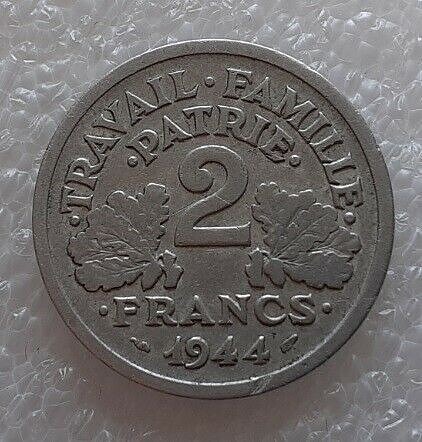 ·TRAVAIL·FAMILLE·
·PATRIE·
2
·FRANCS·
1944